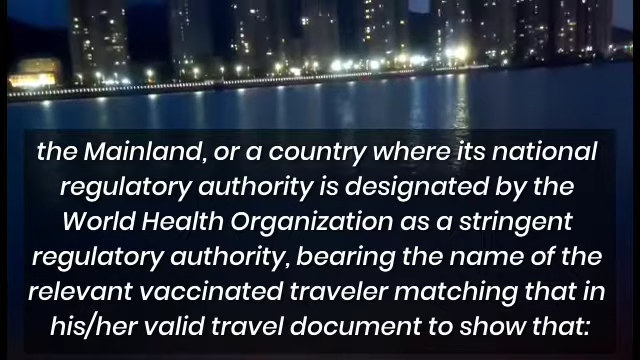 the Mainland, or a country where its national
regulatory authority is designated by the
World Health Organization as a stringent
regulatory authority, bearing the name of the
relevant vaccinated traveler matching that in
his/her valid travel document to show that: